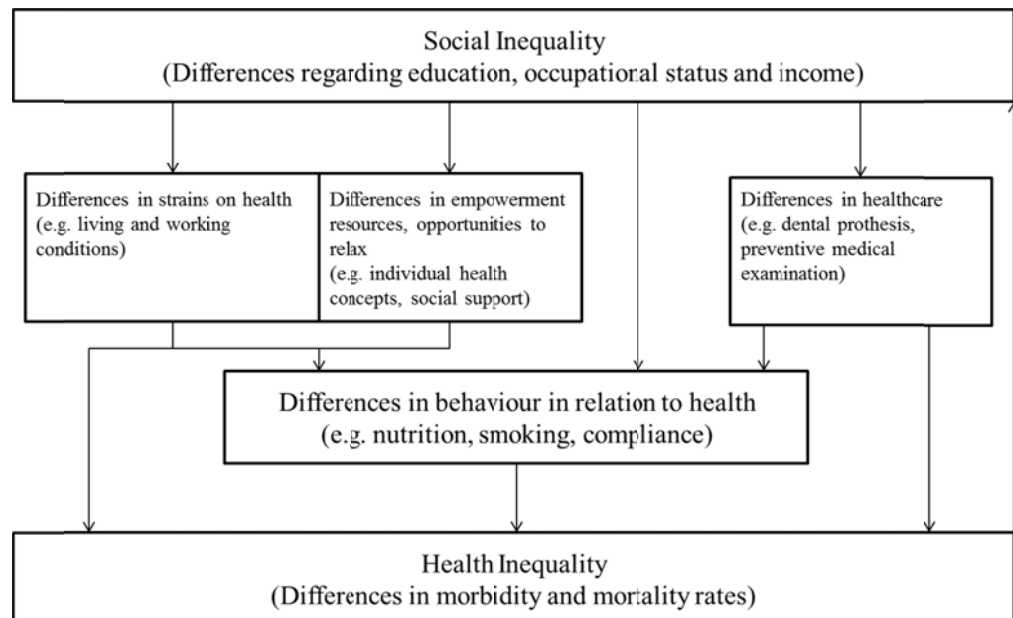 Social Inequality
(Differences regarding education, occupational status and income)
Differences in strains on health
(e.g. living and working
conditions)
Differences in empowerment
resources, opportunities to
relax
(e.g. individual health
concepts, social support)
Differences in healthcare
(e.g. dental prothesis,
preventive medical
examination)
Differences in behaviour in relation to health
(e.g. nutrition, smoking, compliance)
Health Inequality
(Differences in morbidity and mortality rates)